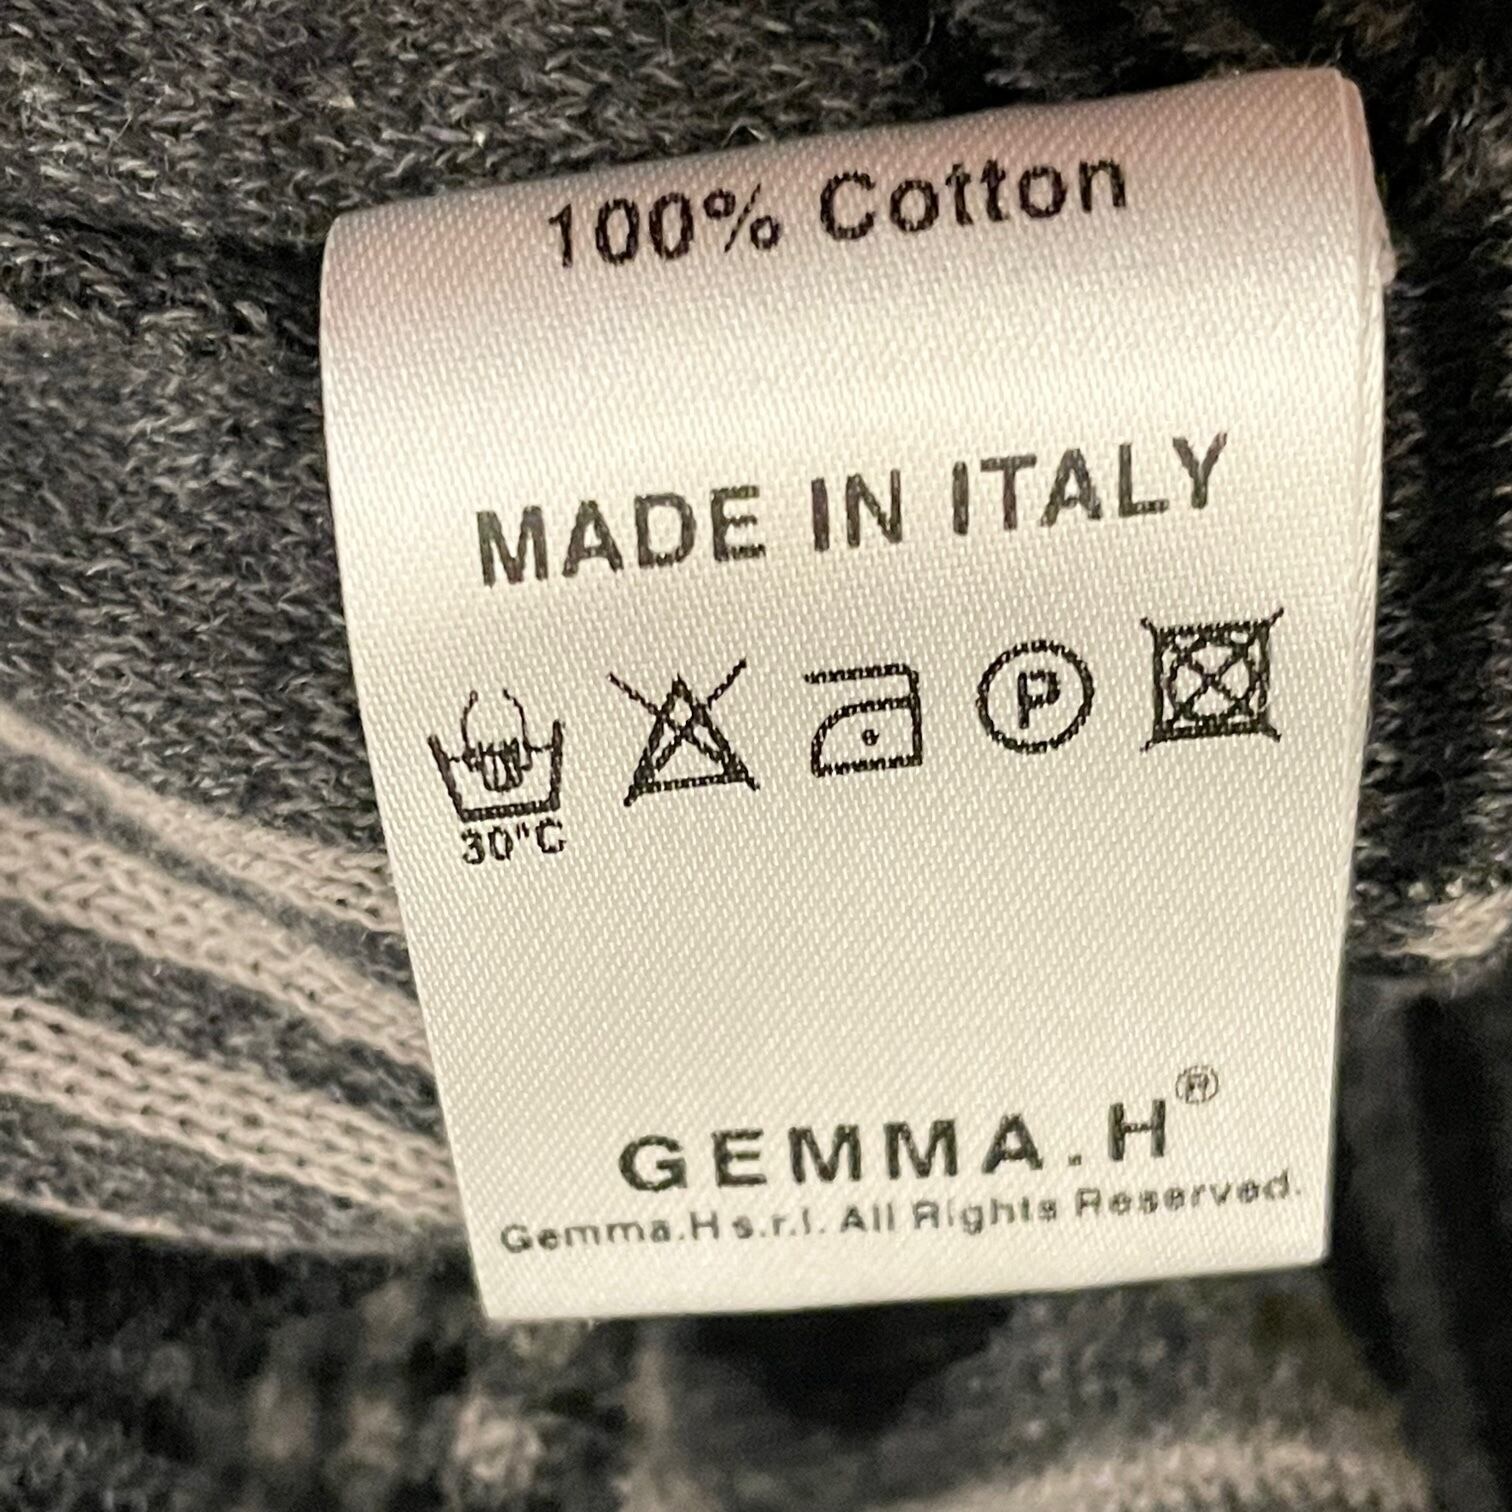 100% Cotton
MADE IN ITALY
30"C
P
GEMMA.H®
Gemma.H s.r.l. All Rights Reserved.